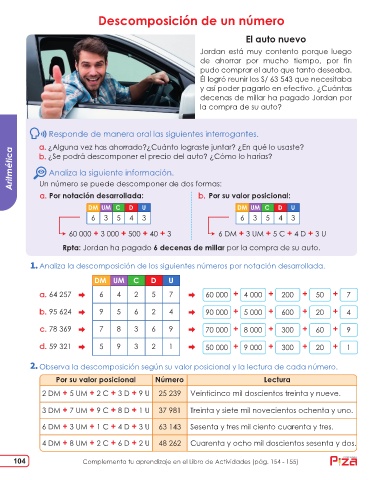 Descomposición de un número
El auto nuevo
Jordan está muy contento porque luego
de ahorrar por mucho tiempo, por fin
pudo comprar el auto que tanto deseaba.
Él logró reunir los S/ 63 543 que necesitaba
y así poder pagarlo en efectivo. ¿Cuántas
decenas de millar ha pagado Jordan por
la compra de su auto?
Aritmética
Responde de manera oral las siguientes interrogantes.
a. ¿Alguna vez has ahorrado?¿Cuánto lograste juntar? ¿En qué lo usaste?
b. ¿Se podrá descomponer el precio del auto? ¿Cómo lo harías?
Analiza la siguiente información.
Un número se puede descomponer de dos formas:
a. Por notación desarrollada: b. Por su valor posicional:
DM UM C D U DM UM C D U
6 3 5 4 3 6 3 5 4 3
60 000 + 3 000 + 500 + 40 + 3 6 DM + 3 UM + 5 C + 4 D + 3 U
Rpta: Jordan ha pagado 6 decenas de millar por la compra de su auto.
1. Analiza la descomposición de los siguientes números por notación desarrollada.
DM UM C D U
a. 64 257 6 4 2 5 7 60 000 + 4 000 + 200 + 50 + 7
b. 95 624 9 5 6 2 4 90 000 + 5 000 + 600 + 20 + 4
c. 78 369 7 8 3 6 9 70 000 + 8 000 + 300 + 60 + 9
d. 59 321 5 9 3 2 1 50 000 + 9 000 + 300 + 20 + 1
2. Observa la descomposición según su valor posicional y la lectura de cada número.
Por su valor posicional Número Lectura
2 DM + 5 UM + 2 C + 3 D + 9 U 25 239 Veinticinco mil doscientos treinta y nueve.
3 DM + 7 UM + 9 C + 8 D + 1 U 37 981 Treinta y siete mil novecientos ochenta y uno.
6 DM + 3 UM + 1 C + 4 D + 3 U 63 143 Sesenta y tres mil ciento cuarenta y tres.
4 DM + 8 UM + 2 C + 6 D + 2 U 48 262 Cuarenta y ocho mil doscientos sesenta y dos.
104 Complementa tu aprendizaje en el Libro de Actividades (pág. 154 - 155)